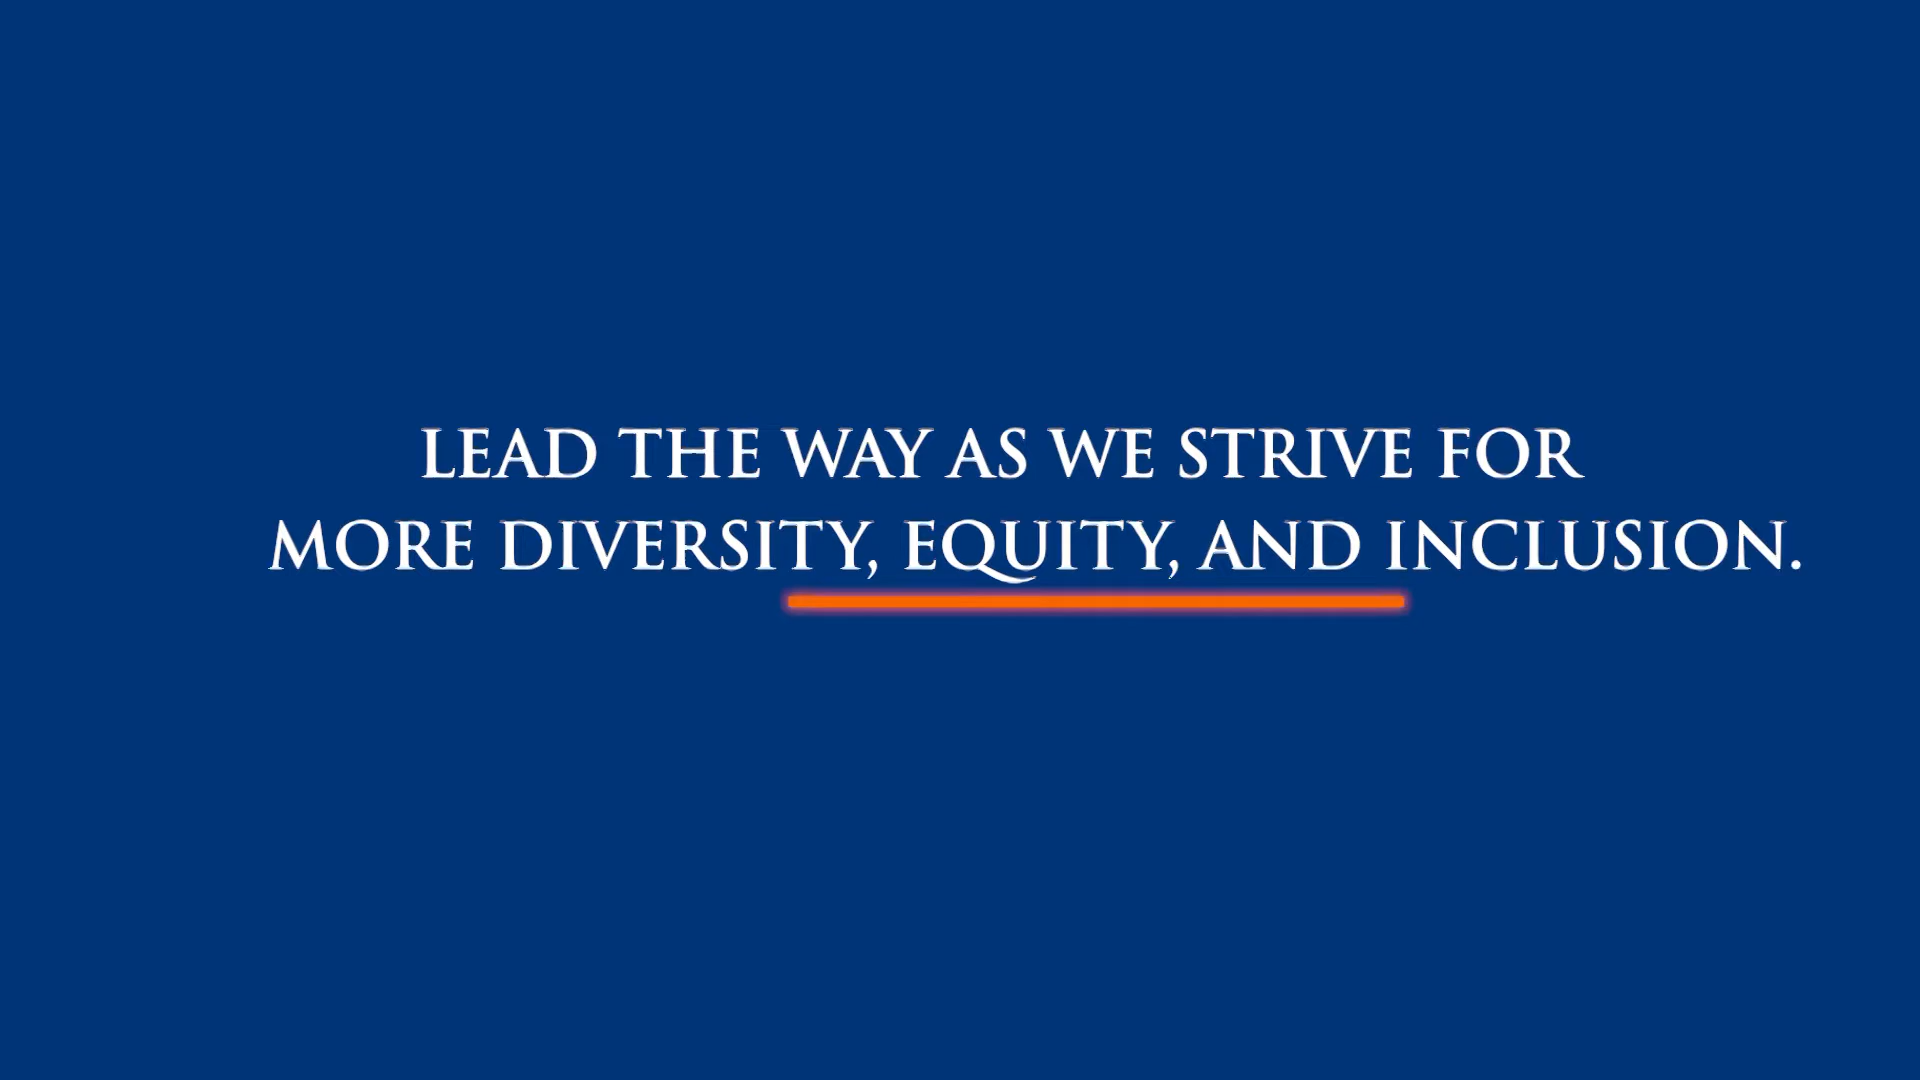 LEAD THE WAY AS WE STRIVE FOR
MORE DIVERSITY, EQUITY, AND INCLUSION.